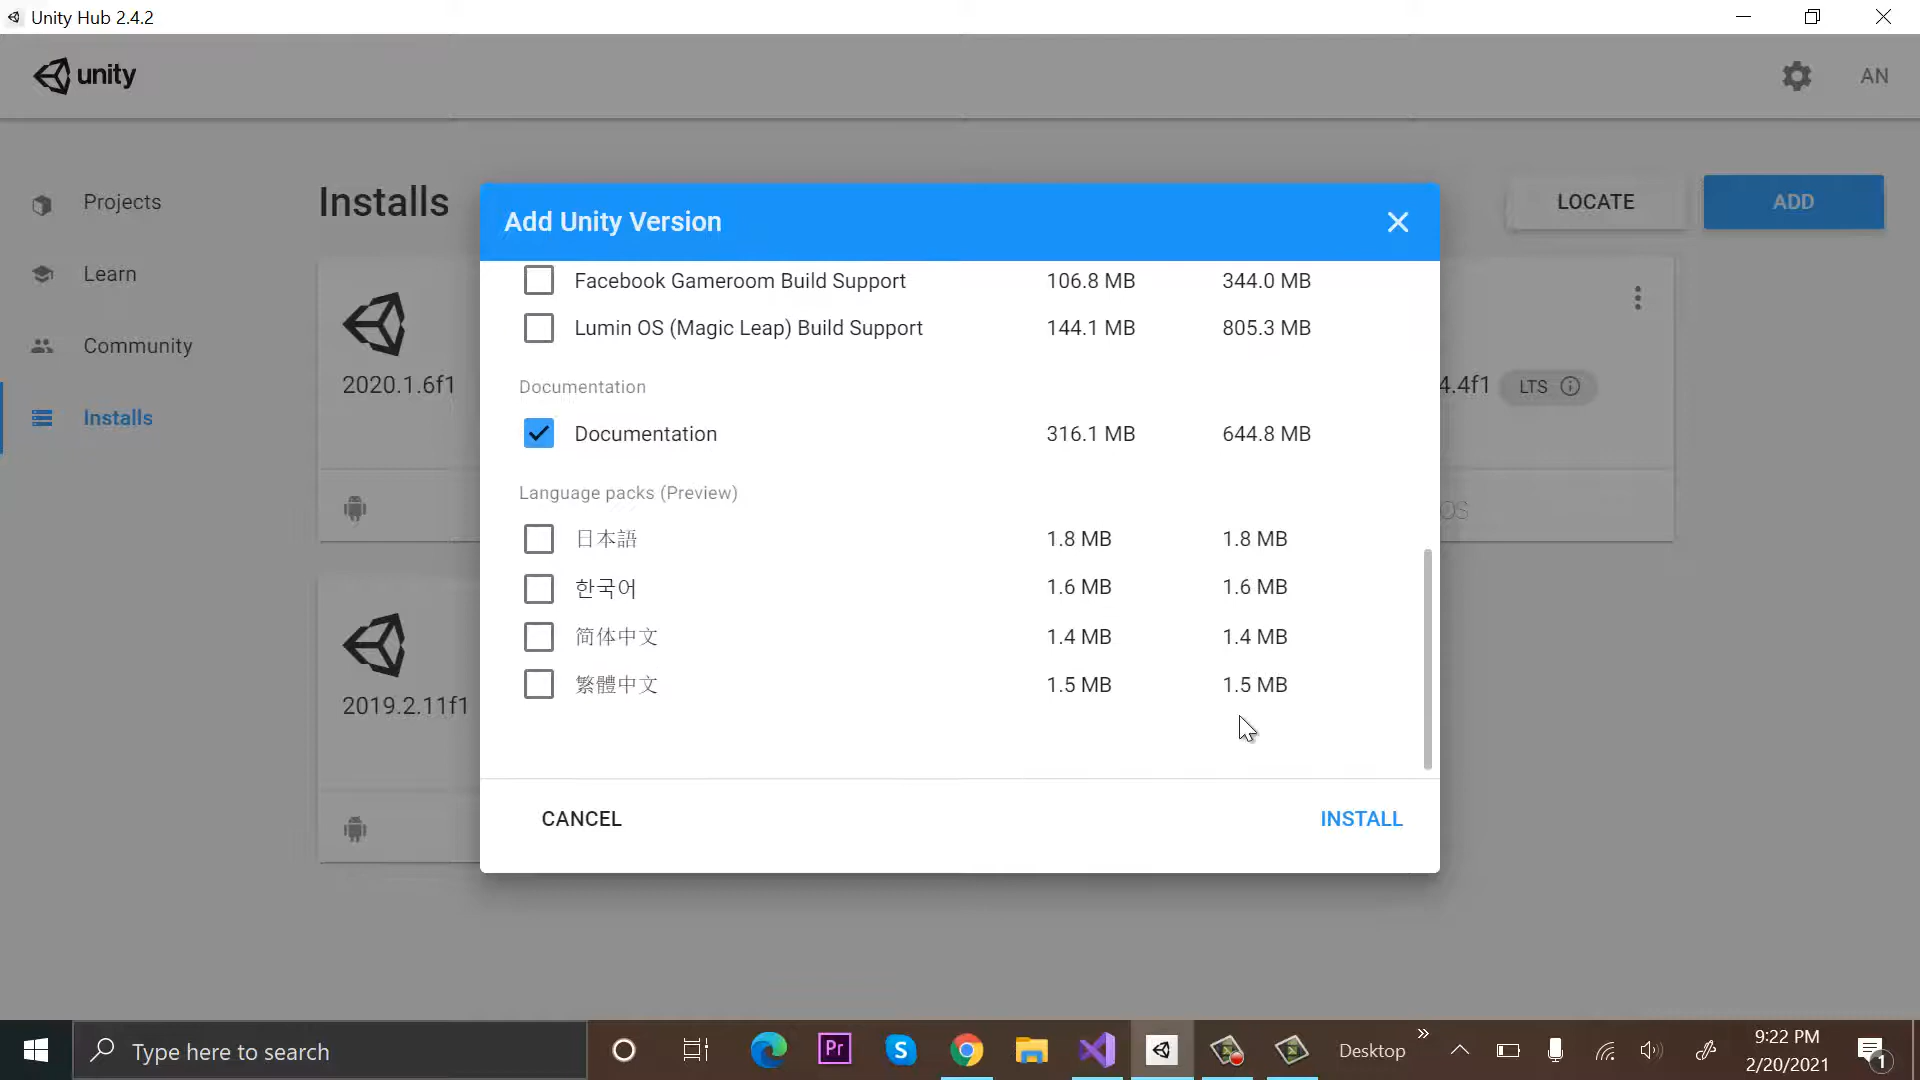 Unity Hub 2.4.2
unity
AN
Projects
Learn
Community
Installs
Installs
LOCATE
ADD
2020.1.6f1
4.4f1 LTS
OS
2019.2.11f1
Add Unity Version
Facebook Gameroom Build Support 106.8 MB 344.0 MB
Lumin OS (Magic Leap) Build Support 144.1 MB 805.3 MB
Documentation
Documentation 316.1 MB 644.8 MB
Language packs (Preview)
日本語 1.8 MB 1.8 MB
한국어 1.6 MB 1.6 MB
简体中文 1.4 MB 1.4 MB
繁體中文 1.5 MB 1.5 MB
CANCEL
INSTALL
Type here to search
Pr
S
Desktop
9:22 PM
2/20/2021
1